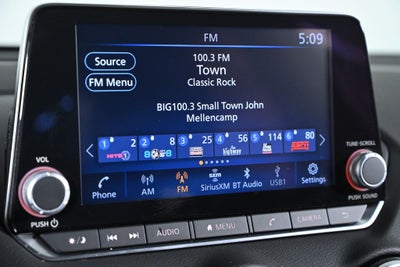 FM
5:09
Source
100.3 FM
Town
Classic Rock
FM Menu
BIG100.3 Small Town John
Mellencamp
1 2 8 3 25 4 56 5 114 6 80
HITS 1
VOL
TUNE-SCROLL
Phone
AM
FM
SiriusXM
BT Audio
USB1
Settings
PUSH
PUSH SOUND
AUDIO
MENU
CAMERA